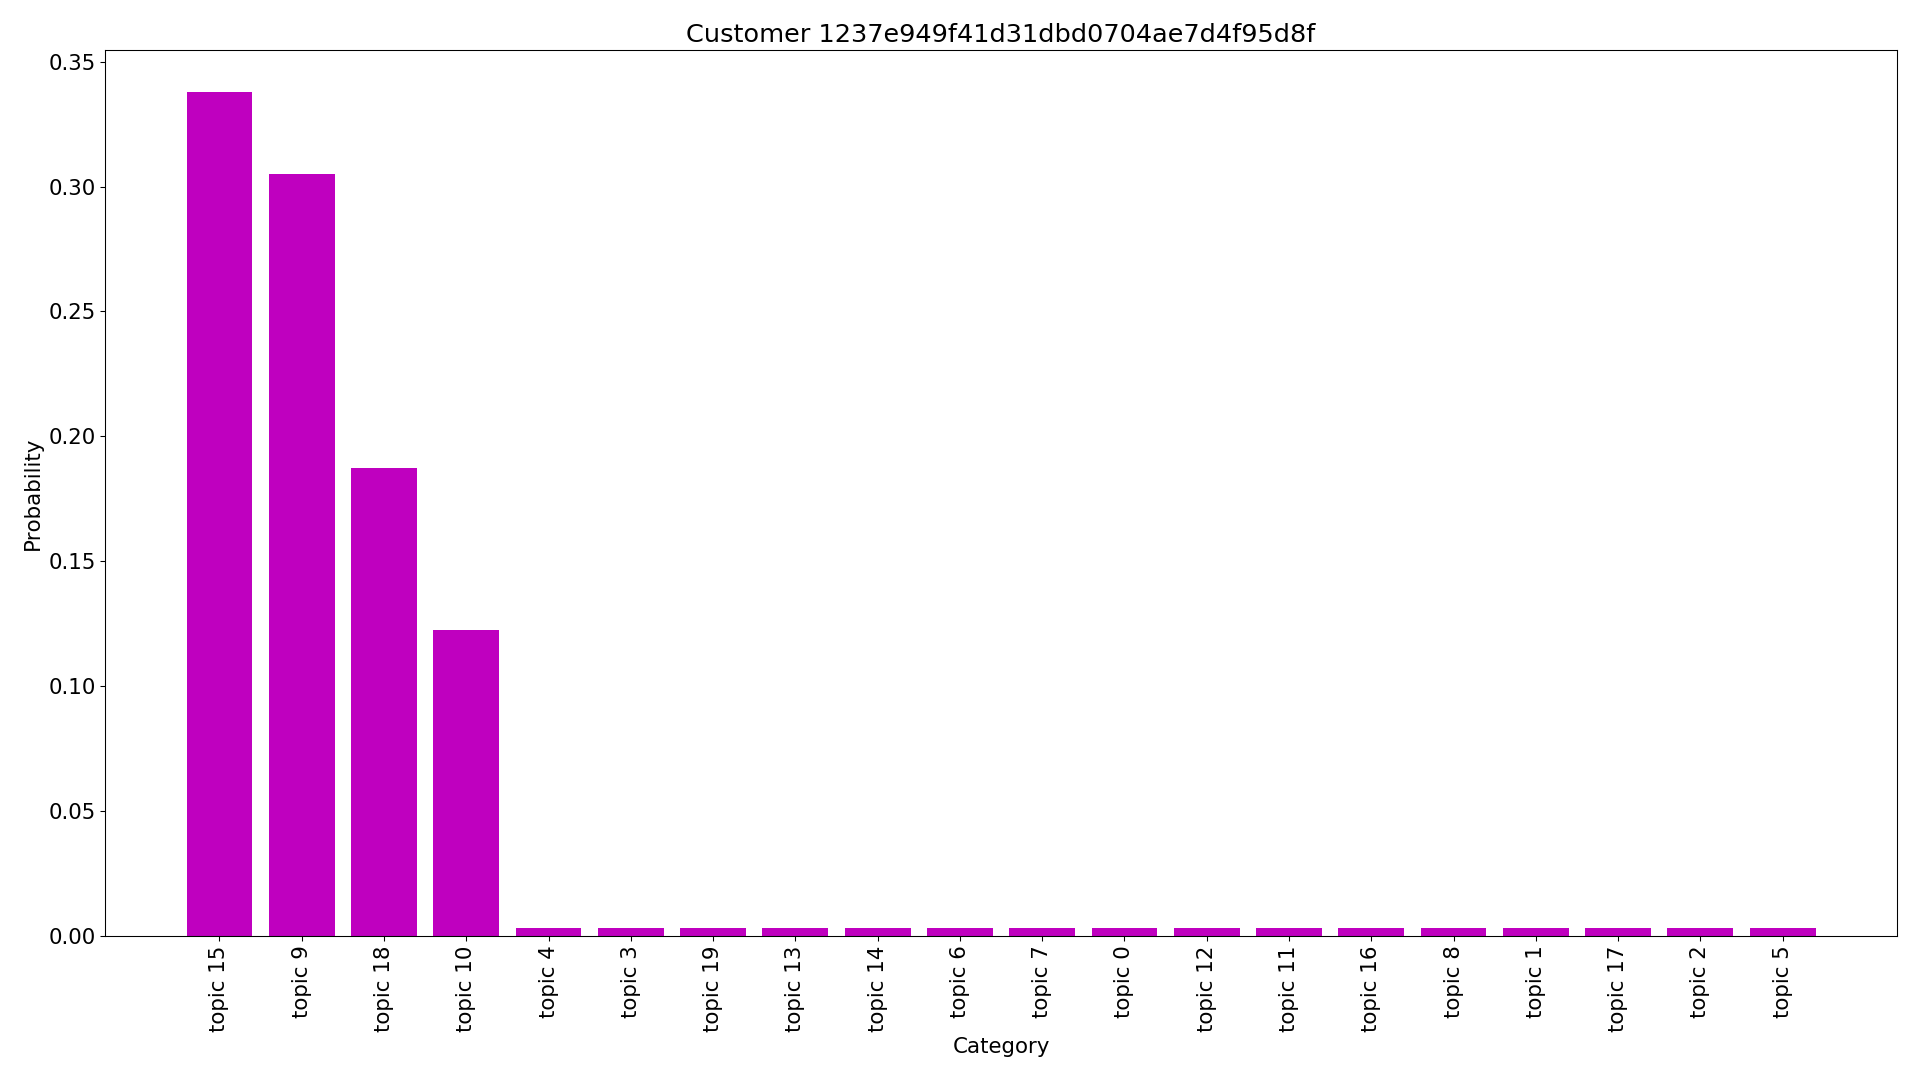 Customer 1237e949f41d31dbd0704ae7d4f95d8f
0.35
0.30
0.25
0.20
0.15
0.10
0.05
0.00
Probability
topic 15
topic 9
topic 18
topic 10
topic 4
topic 3
topic 19
topic 13
topic 14
topic 6
topic 7
topic 0
topic 12
topic 11
topic 16
topic 8
topic 1
topic 17
topic 2
topic 5
Category